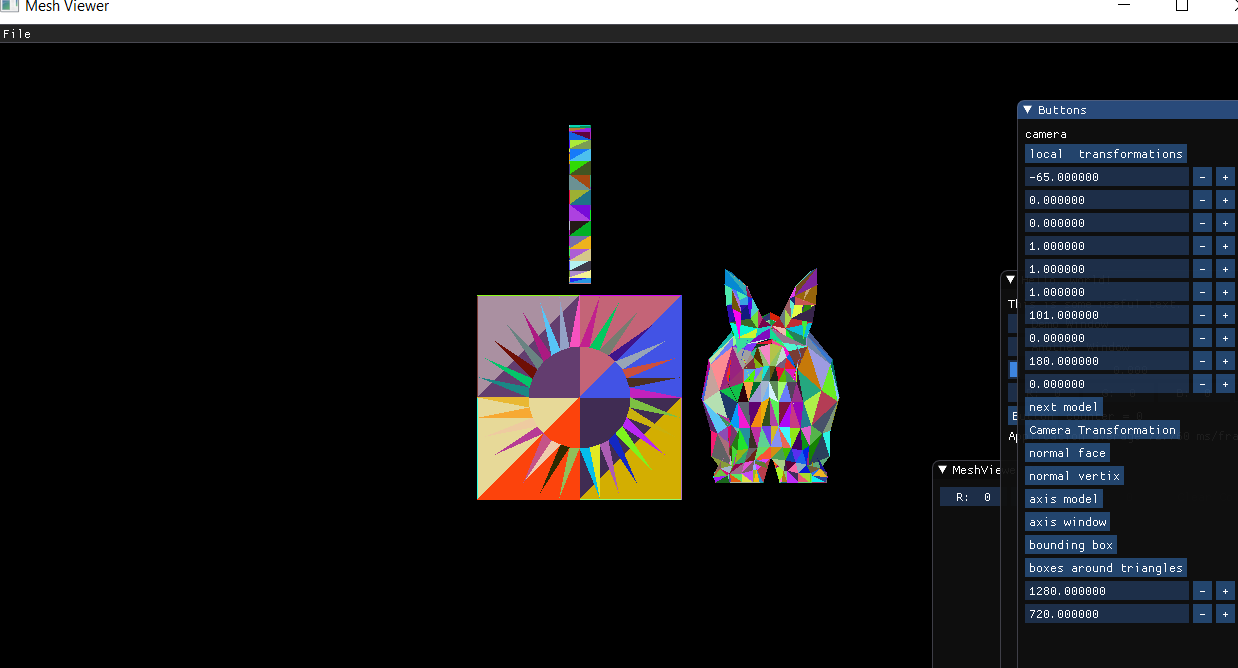 Mesh Viewer
File
Buttons
camera
local transformations
-65.000000 - +
0.000000 - +
0.000000 - +
1.000000 - +
1.000000 - +
1.000000 - +
101.000000 - +
0.000000 - +
180.000000 - +
0.000000 - +
next model
Camera Transformation
normal face
normal vertix
axis model
axis window
bounding box
boxes around triangles
1280.000000 - +
720.000000 - +
MeshVie
R: 0